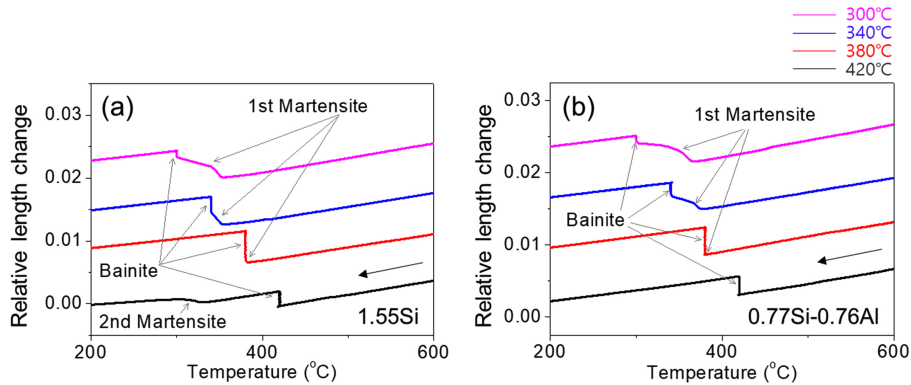 300℃
340℃
380℃
420℃
(a)
1st Martensite
Bainite
2nd Martensite
1.55Si
0.03
0.02
0.01
0.00
200
400
600
Relative length change
Temperature (°C)
(b)
1st Martensite
Bainite
0.77Si-0.76Al
0.03
0.02
0.01
0.00
200
400
600
Relative length change
Temperature (°C)